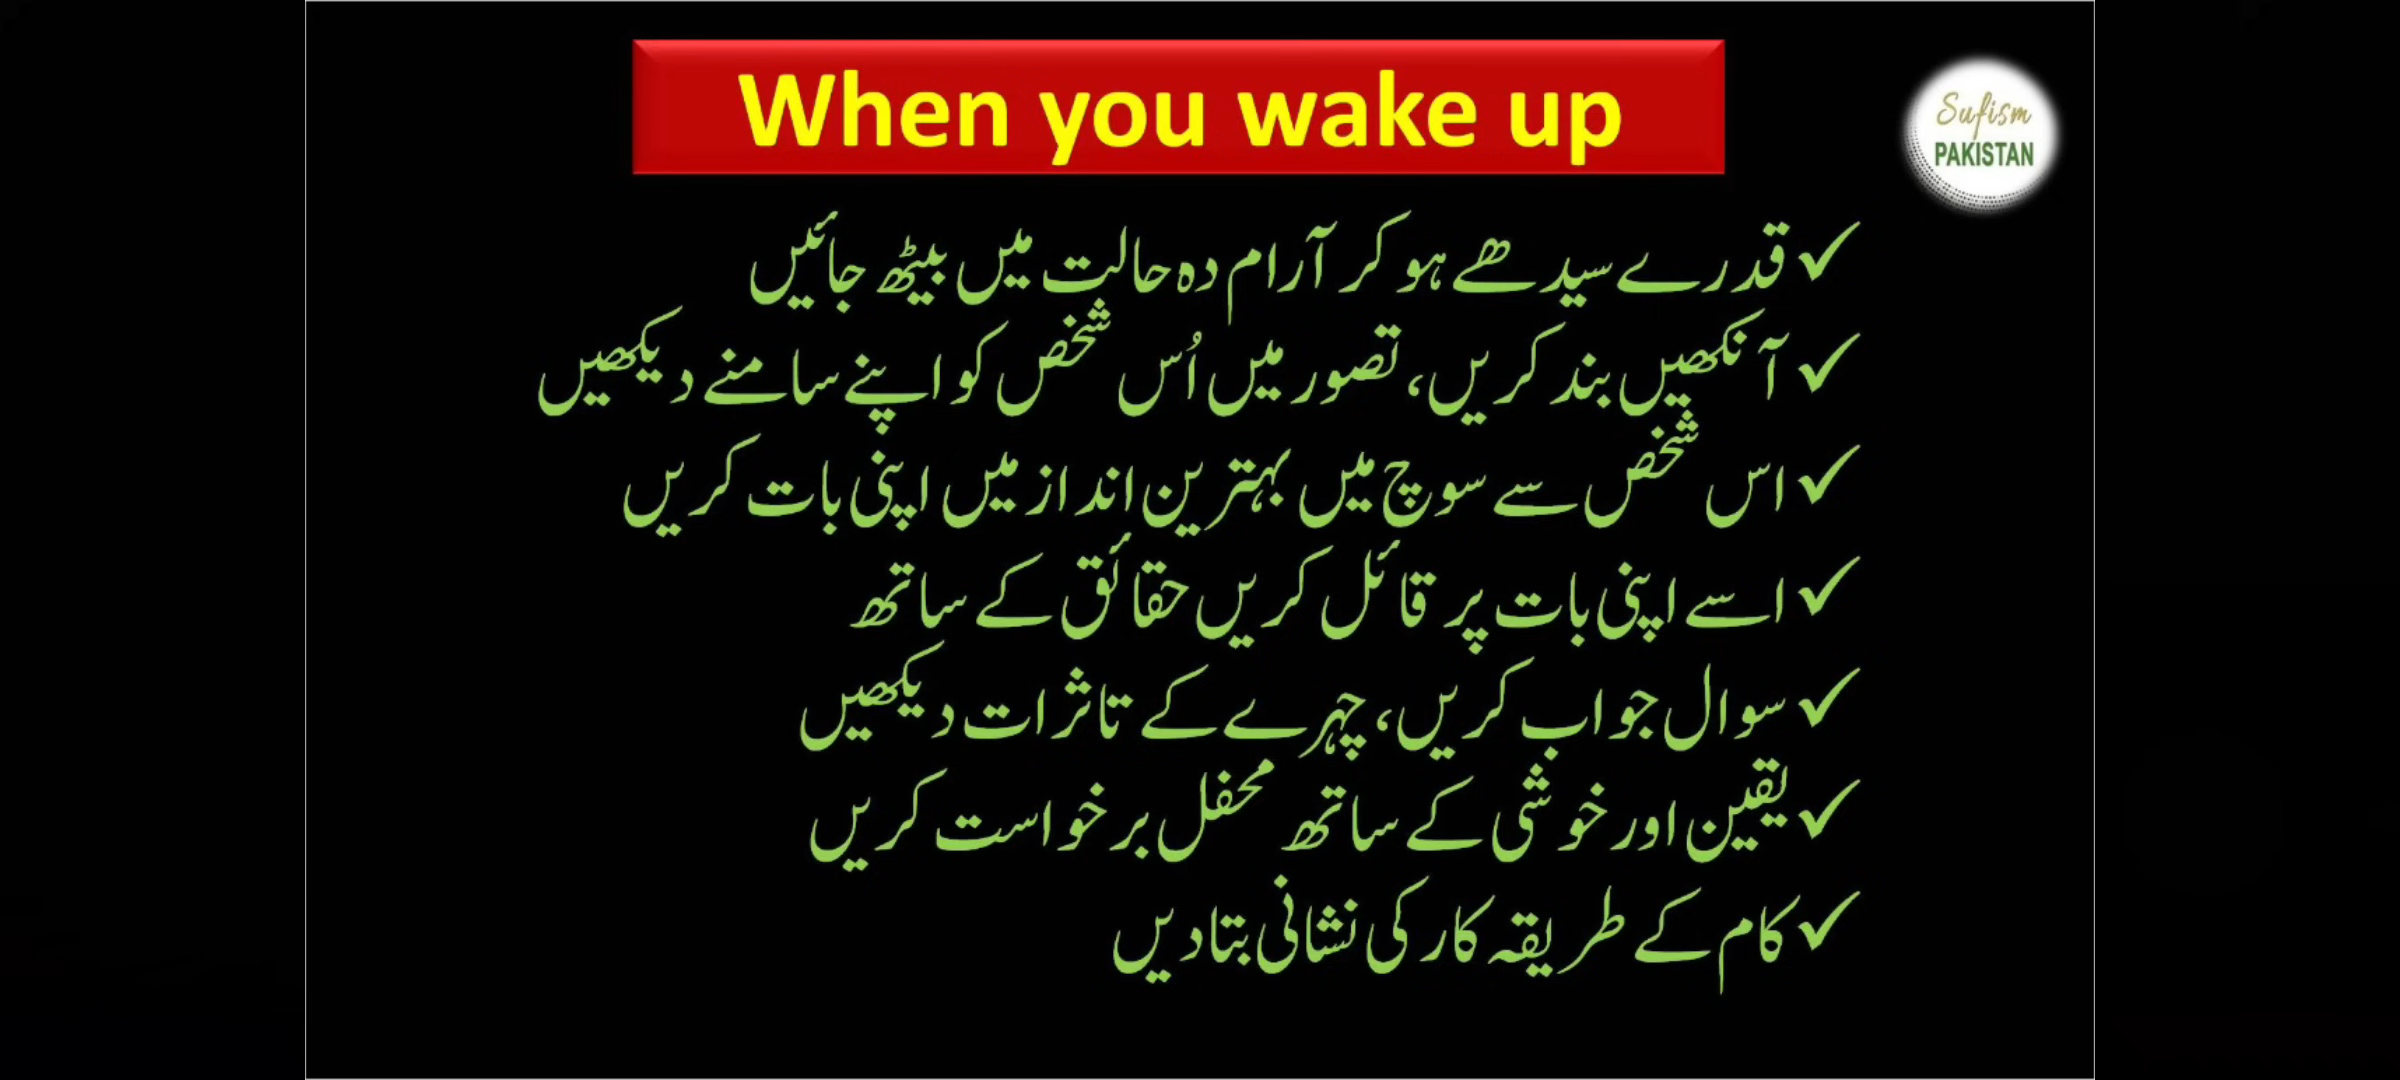 When you wake up
Sufism
PAKISTAN
✓ قدرے سیدھے ہو کر آرام دہ حالت میں بیٹھ جائیں
✓ آنکھیں بند کریں، تصور میں اُس شخص کو اپنے سامنے دیکھیں
✓ اس شخص سے سوچ میں بہترین انداز میں اپنی بات کریں
✓ اسے اپنی بات پر قائل کریں حقائق کے ساتھ
✓ سوال جواب کریں، چہرے کے تاثرات دیکھیں
✓ یقین اور خوشی کے ساتھ محفل برخواست کریں
✓ کام کے طریقہ کار کی نشانی بتادیں